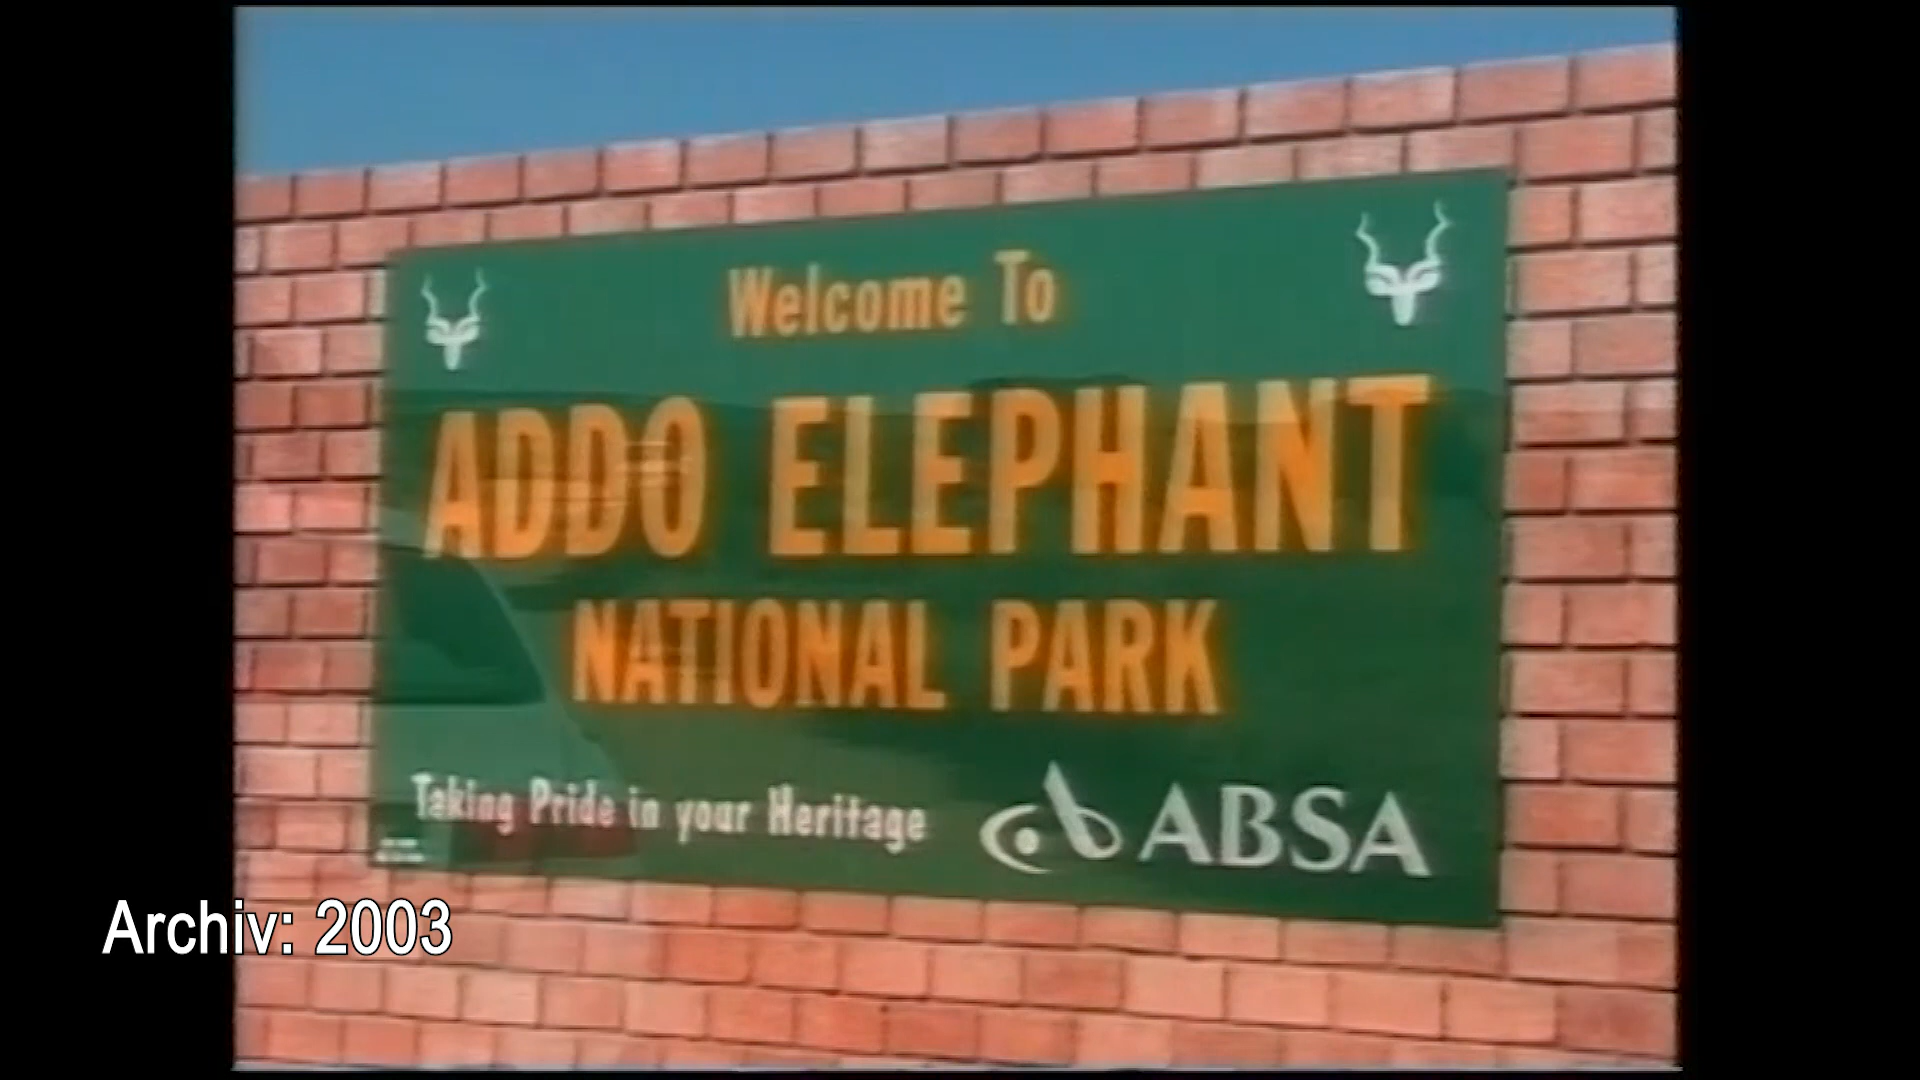 Welcome To
ADDO ELEPHANT
NATIONAL PARK
Taking Pride in your Heritage
ABSA
Archiv: 2003